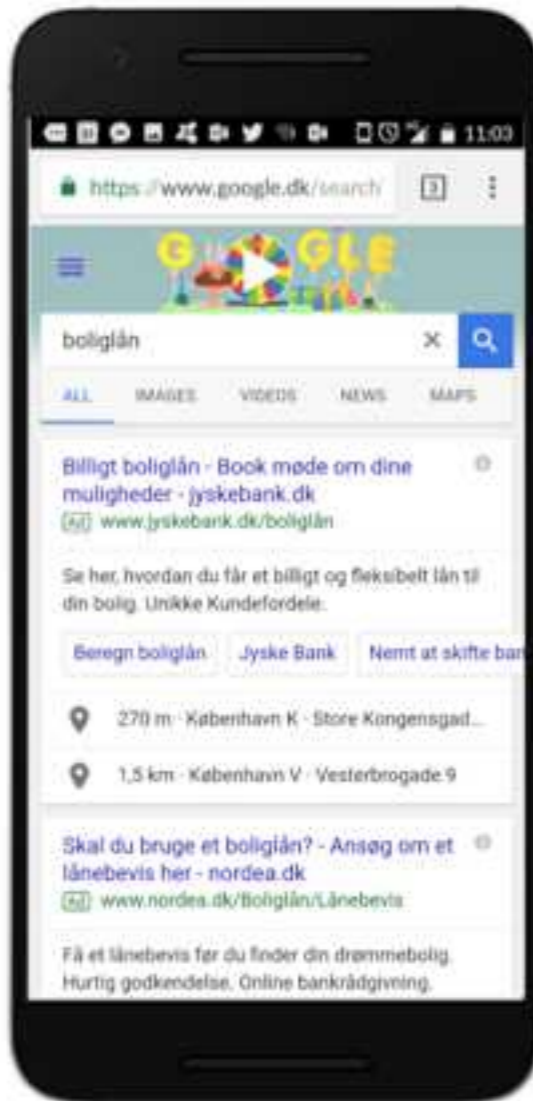 11:03
https://www.google.dk/search
3
GOOGLE
boliglån
ALL IMAGES VIDEOS NEWS MAPS
Billigt boliglån - Book møde om dine
muligheder - jyskebank.dk
Ad www.jyskebank.dk/boliglån
Se her, hvordan du får et billigt og fleksibelt lån til
din bolig. Unikke Kundefordele.
Beregn boliglån Jyske Bank Nemt at skifte ban
270 m · København K · Store Kongensgad...
1,5 km · København V · Vesterbrogade 9
Skal du bruge et boliglån? - Ansøg om et
lånebevis her - nordea.dk
Ad www.nordea.dk/Boliglån/Lånebevis
Få et lånebevis før du finder din drømmebolig.
Hurtig godkendelse. Online bankrådgivning.